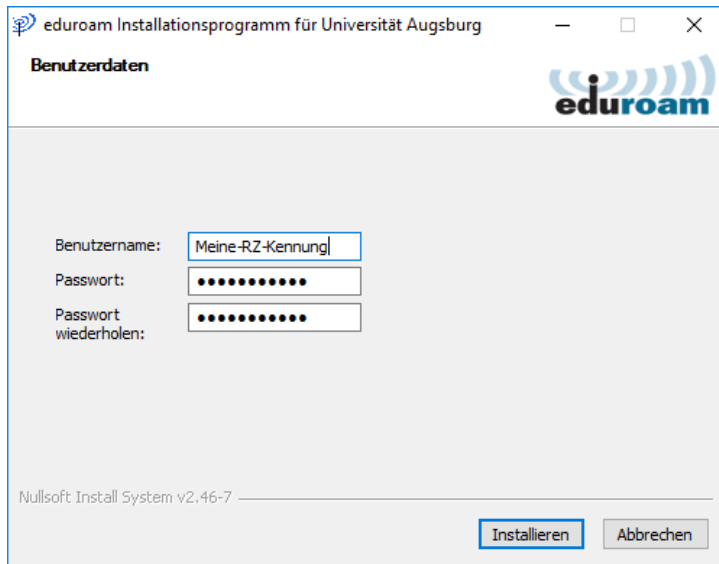 eduroam Installationsprogramm für Universität Augsburg
Benutzerdaten
eduroam
Benutzername:
Meine-RZ-Kennung
Passwort:
●●●●●●●●●●●
Passwort
wiederholen:
●●●●●●●●●●●
Nullsoft Install System v2.46-7
Installieren
Abbrechen